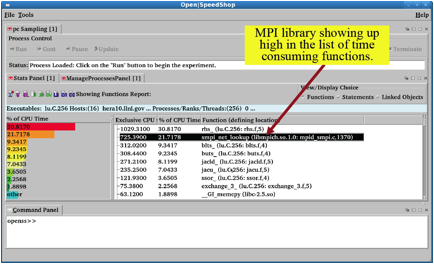 Open|SpeedShop
File Tools Help
pc Sampling [1]
Process Control
Run Cont Pause Update Terminate
Status: Process Loaded: Click on the "Run" button to begin the experiment.
MPI library showing up
high in the list of time
consuming functions.
Stats Panel [1] ManageProcessesPanel [1]
View/Display Choice
Showing Functions Report:
Functions Statements Linked Objects
Executables: lu.C.256 Hosts:(16) hera10.llnl.gov ... Processes/Ranks/Threads:(256) 0 ...
% of CPU Time
30.8170
21.7178
9.3417
9.2345
8.1199
7.0433
3.6505
2.2568
1.8898
other
Exclusive CPU % of CPU Time Function (defining location)
1029.3100 30.8170 rhs_ (lu.C.256: rhs.f,5)
725.3900 21.7178 smpi_net_lookup (libmpich.so.1.0: mpid_smpi.c,1370)
312.0200 9.3417 blts_ (lu.C.256: blts.f,4)
308.4400 9.2345 buts_ (lu.C.256: buts.f,4)
271.2100 8.1199 jacld_ (lu.C.256: jacld.f,5)
235.2500 7.0433 jacu_ (lu.C.256: jacu.f,5)
121.9300 3.6505 ssor_ (lu.C.256: ssor.f,4)
75.3800 2.2568 exchange_3_ (lu.C.256: exchange_3.f,5)
63.1200 1.8898 __GI_memcpy (libc-2.5.so)
Command Panel
openss>>